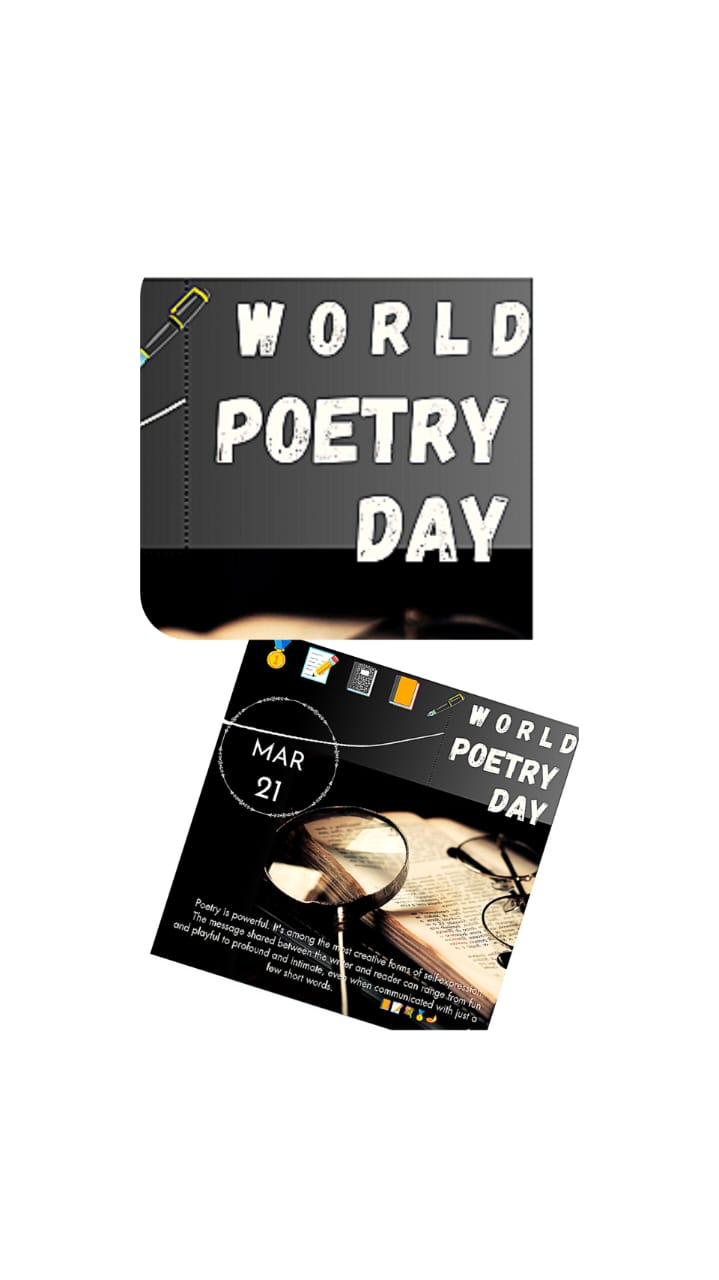 WORLD
POETRY
DAY
WORLD
POETRY
DAY
MAR
21
Poetry is powerful. It's among the most creative forms of self-expression.
The message shared between the writer and reader can range from fun
and playful to profound and intimate, even when communicated with just a
few short words.